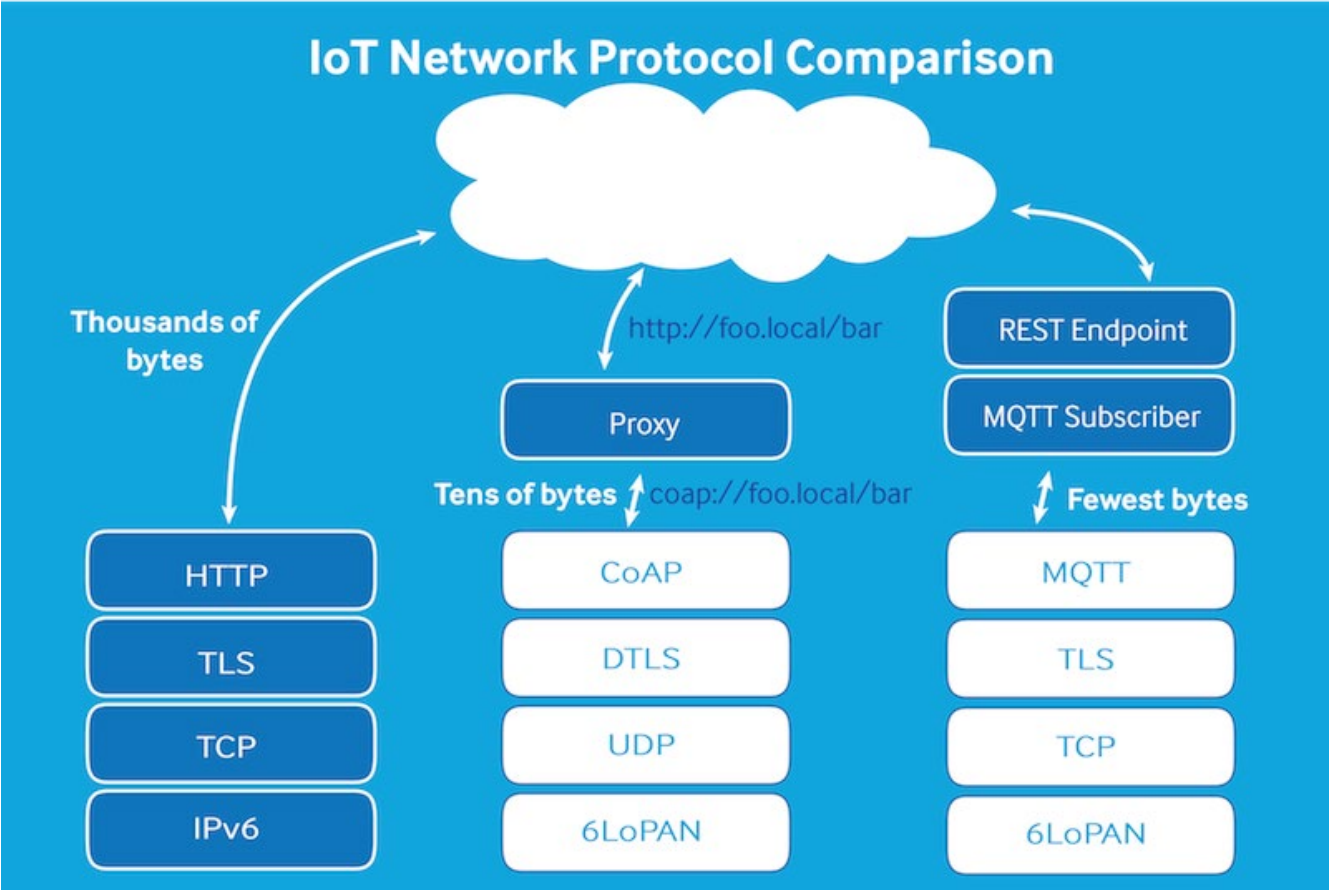 IoT Network Protocol Comparison
Thousands of
bytes
http://foo.local/bar
REST Endpoint
Proxy
MQTT Subscriber
Tens of bytes
coap://foo.local/bar
Fewest bytes
HTTP
TLS
TCP
IPv6
CoAP
DTLS
UDP
6LoPAN
MQTT
TLS
TCP
6LoPAN